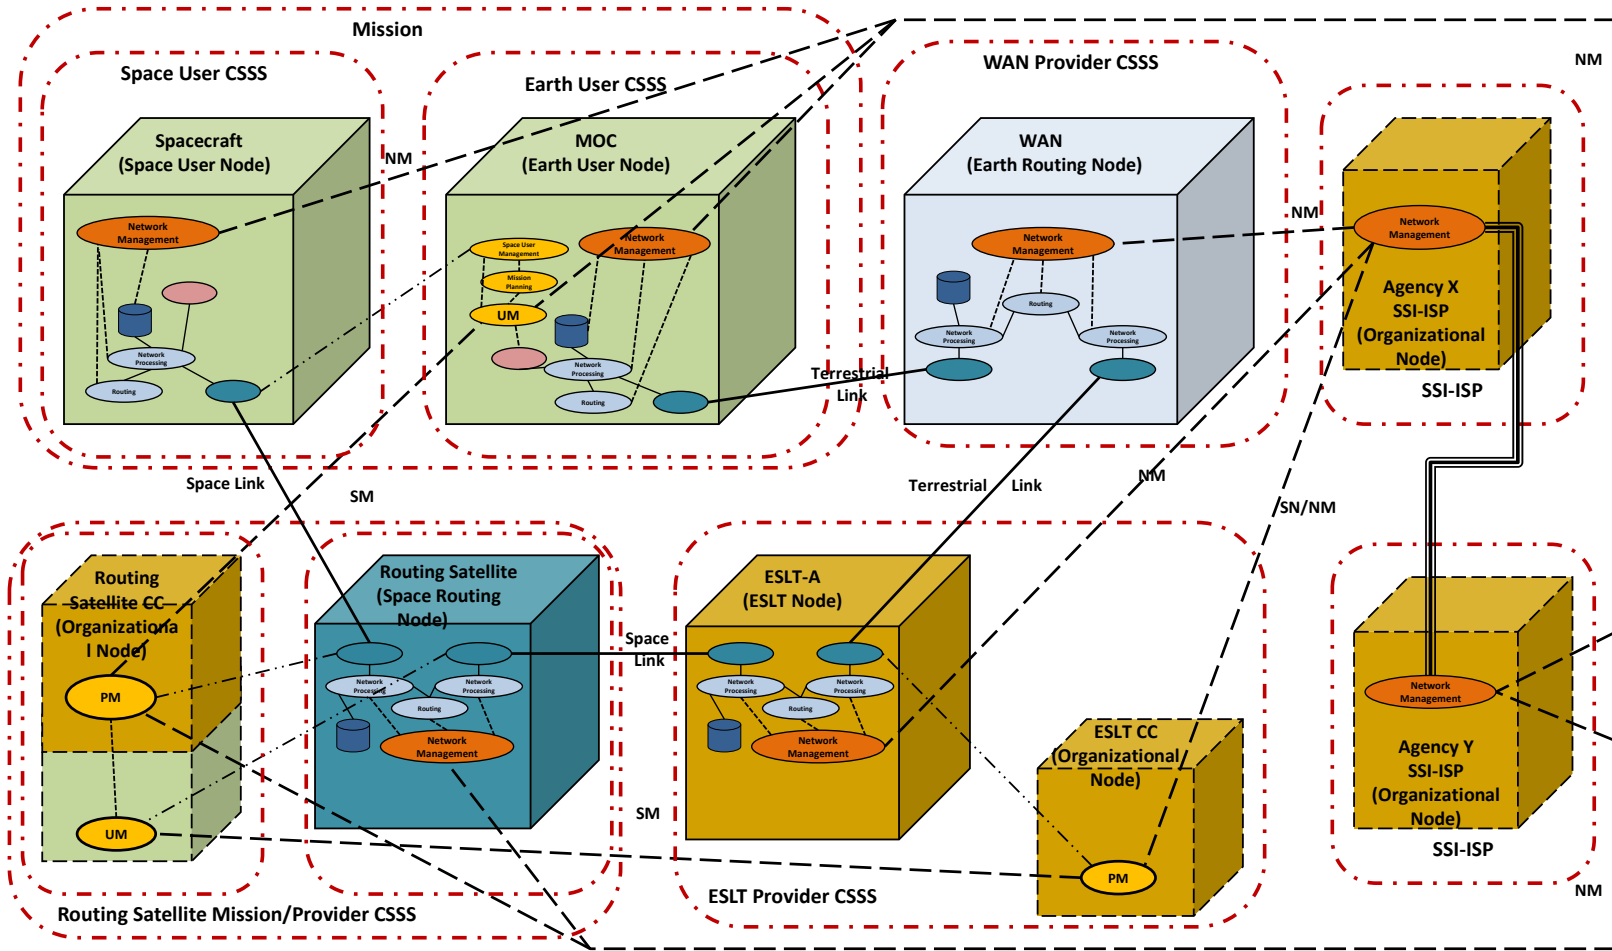 Mission
Space User CSSS
Earth User CSSS
WAN Provider CSSS
NM
Spacecraft
(Space User Node)
NM
MOC
(Earth User Node)
WAN
(Earth Routing Node)
Network
Management
Network
Processing
Routing
Space User
Management
Mission
Planning
UM
Network
Management
Network
Processing
Routing
Network
Management
Routing
Network
Processing
Network
Processing
NM
Network
Management
Agency X
SSI-ISP
(Organizational
Node)
SSI-ISP
Terrestrial
Link
Space Link
SM
Terrestrial Link
NM
SN/NM
Routing
Satellite CC
(Organizationa
l Node)
PM
UM
Routing Satellite
(Space Routing
Node)
Network
Processing
Network
Processing
Routing
Network
Management
Space
Link
ESLT-A
(ESLT Node)
Network
Processing
Network
Processing
Routing
Network
Management
SM
ESLT CC
(Organizational
Node)
PM
Network
Management
Agency Y
SSI-ISP
(Organizational
Node)
SSI-ISP
NM
Routing Satellite Mission/Provider CSSS
ESLT Provider CSSS